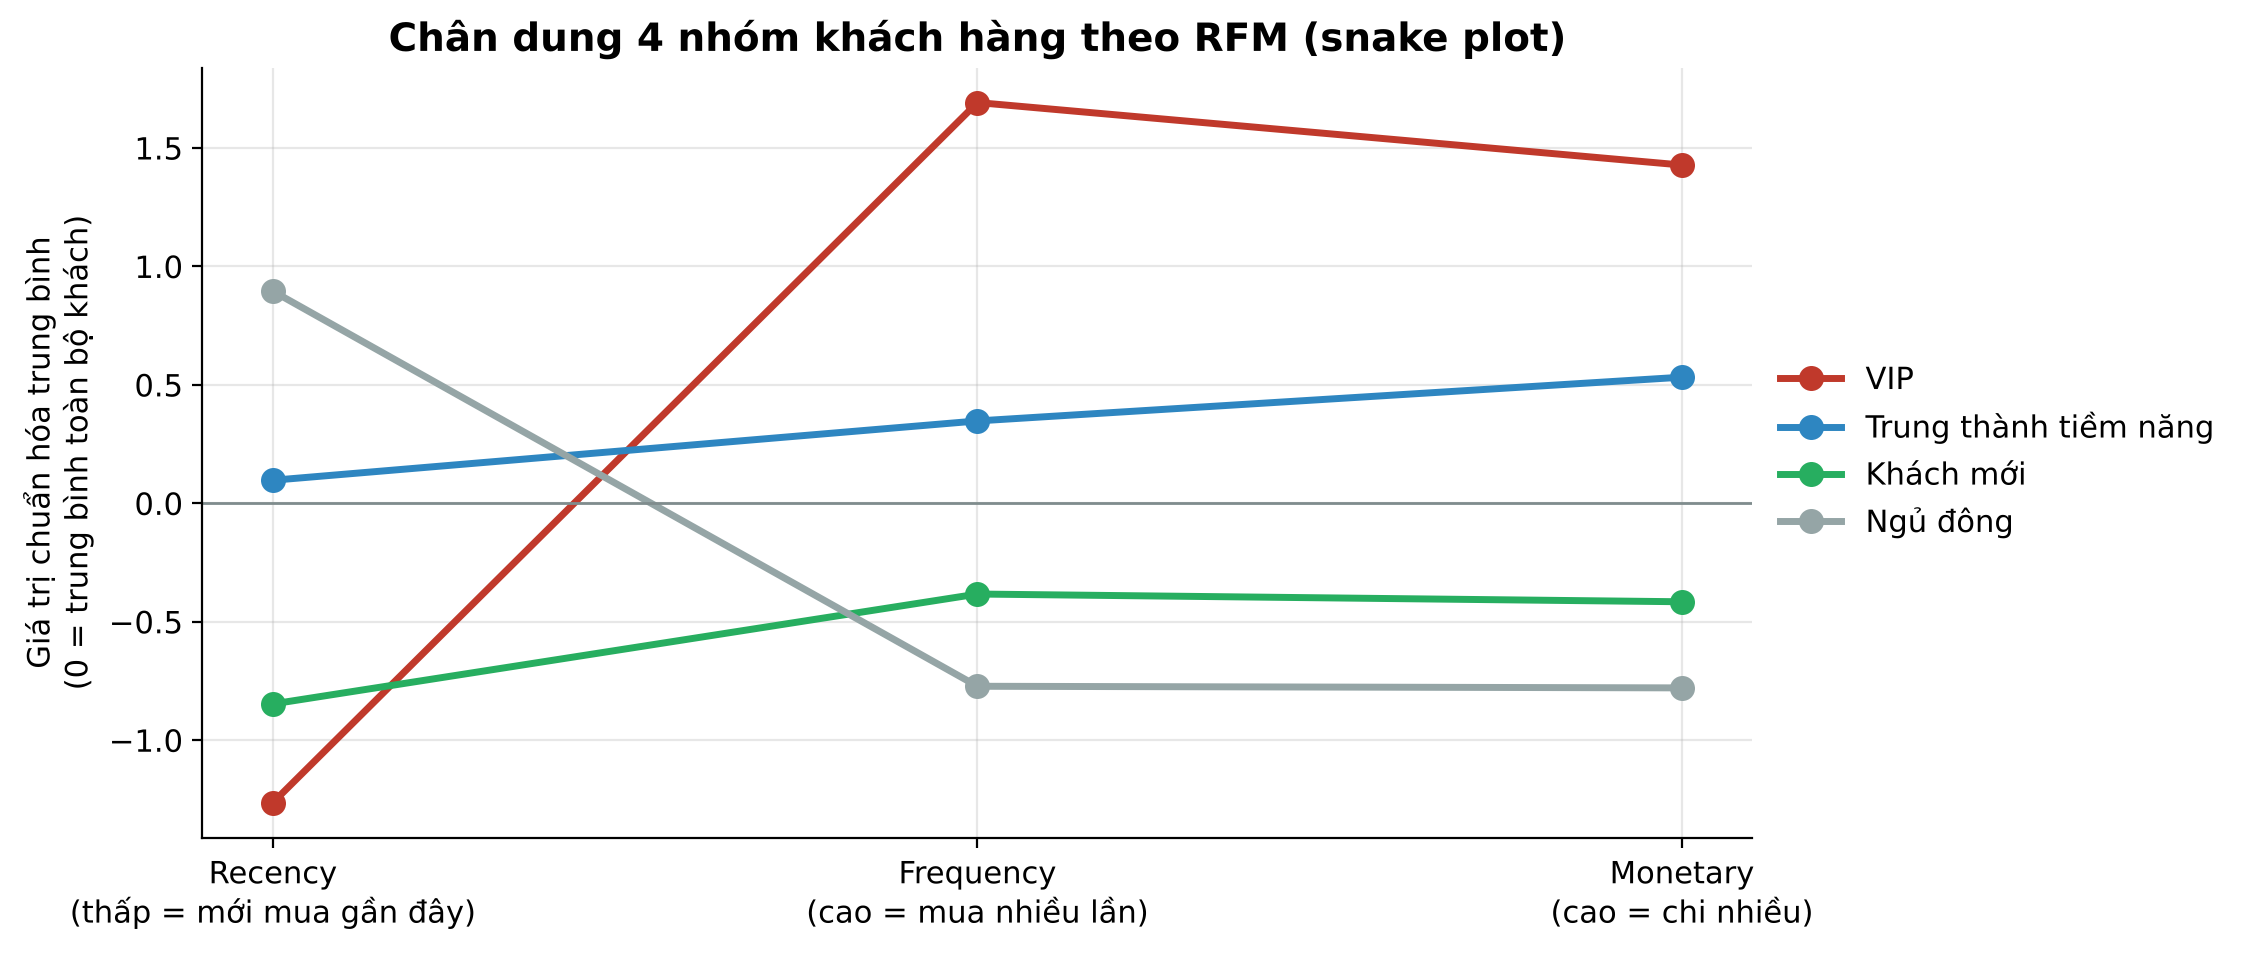 Chân dung 4 nhóm khách hàng theo RFM (snake plot)
Giá trị chuẩn hóa trung bình
(0 = trung bình toàn bộ khách)
1.5
1.0
0.5
0.0
−0.5
−1.0
Recency
(thấp = mới mua gần đây)
Frequency
(cao = mua nhiều lần)
Monetary
(cao = chi nhiều)
VIP
Trung thành tiềm năng
Khách mới
Ngủ đông